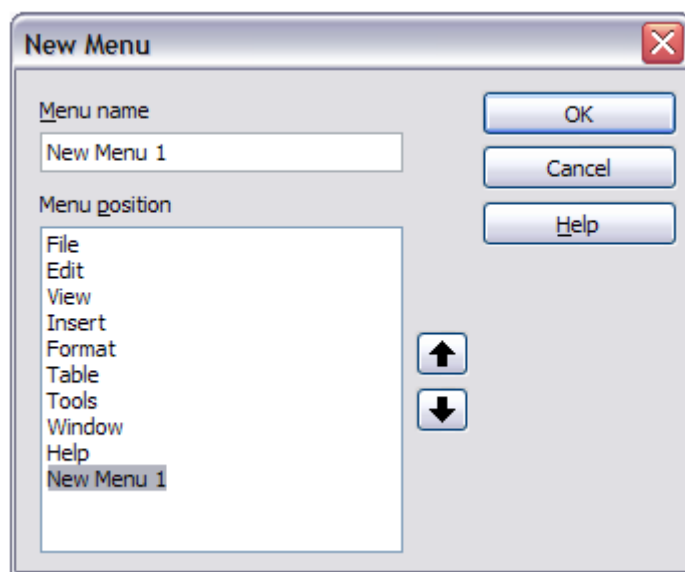 New Menu
Menu name
New Menu 1
OK
Cancel
Help
Menu position
File
Edit
View
Insert
Format
Table
Tools
Window
Help
New Menu 1